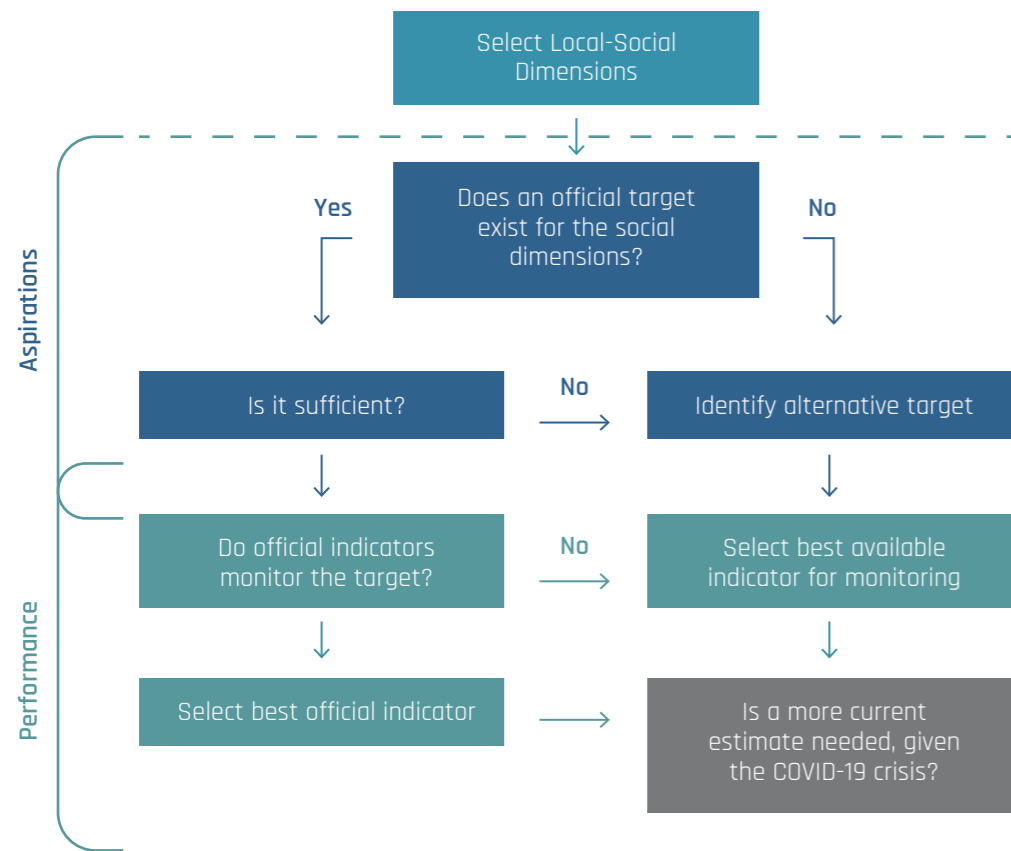 Select Local-Social
Dimensions
Does an official target
exist for the social
dimensions?
Yes
No
Aspirations
Is it sufficient?
No
Identify alternative target
Do official indicators
monitor the target?
No
Select best available
indicator for monitoring
Performance
Select best official indicator
Is a more current
estimate needed, given
the COVID-19 crisis?